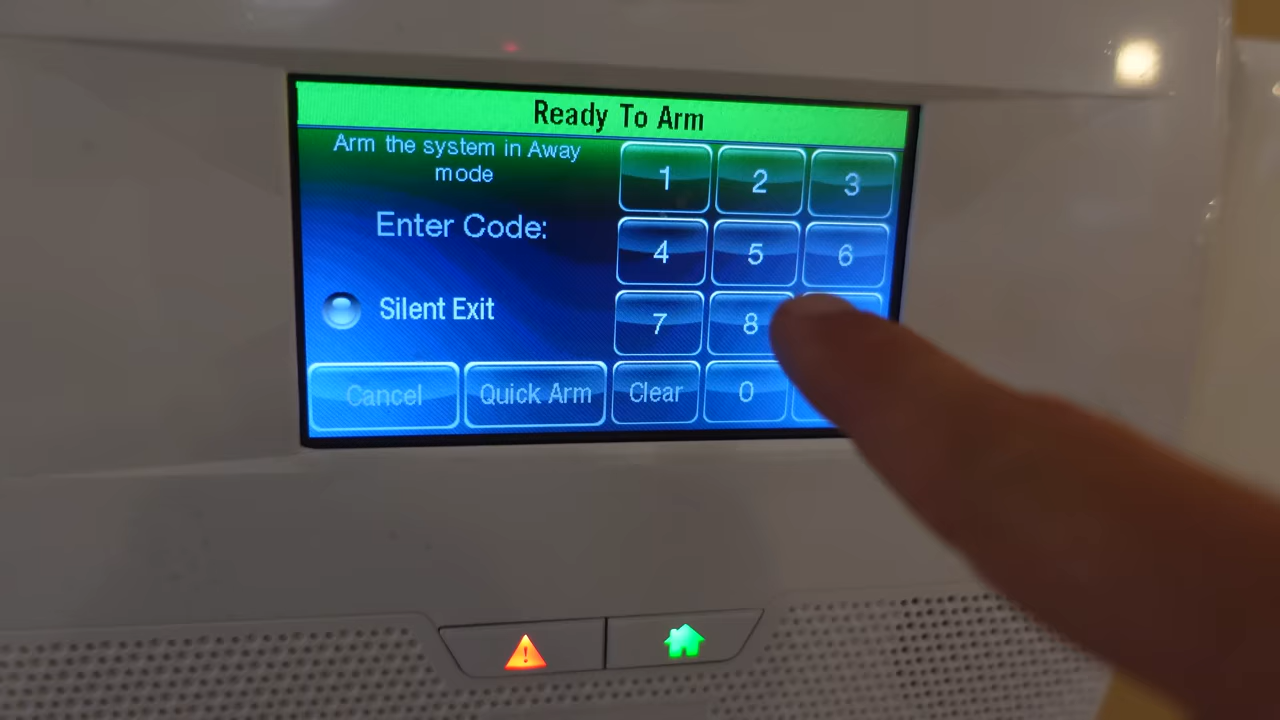 Ready To Arm
Arm the system in Away
mode
Enter Code:
Silent Exit
1 2 3
4 5 6
7 8
Cancel Quick Arm Clear 0